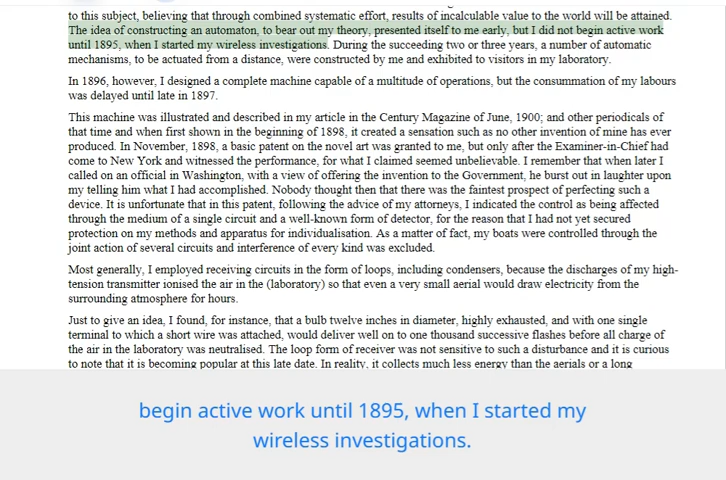 to this subject, believing that through combined systematic effort, results of incalculable value to the world will be attained.
The idea of constructing an automaton, to bear out my theory, presented itself to me early, but I did not begin active work
until 1895, when I started my wireless investigations. During the succeeding two or three years, a number of automatic
mechanisms, to be actuated from a distance, were constructed by me and exhibited to visitors in my laboratory.
In 1896, however, I designed a complete machine capable of a multitude of operations, but the consummation of my labours
was delayed until late in 1897.
This machine was illustrated and described in my article in the Century Magazine of June, 1900; and other periodicals of
that time and when first shown in the beginning of 1898, it created a sensation such as no other invention of mine has ever
produced. In November, 1898, a basic patent on the novel art was granted to me, but only after the Examiner-in-Chief had
come to New York and witnessed the performance, for what I claimed seemed unbelievable. I remember that when later I
called on an official in Washington, with a view of offering the invention to the Government, he burst out in laughter upon
my telling him what I had accomplished. Nobody thought then that there was the faintest prospect of perfecting such a
device. It is unfortunate that in this patent, following the advice of my attorneys, I indicated the control as being affected
through the medium of a single circuit and a well-known form of detector, for the reason that I had not yet secured
protection on my methods and apparatus for individualisation. As a matter of fact, my boats were controlled through the
joint action of several circuits and interference of every kind was excluded.
Most generally, I employed receiving circuits in the form of loops, including condensers, because the discharges of my high-
tension transmitter ionised the air in the (laboratory) so that even a very small aerial would draw electricity from the
surrounding atmosphere for hours.
Just to give an idea, I found, for instance, that a bulb twelve inches in diameter, highly exhausted, and with one single
terminal to which a short wire was attached, would deliver well on to one thousand successive flashes before all charge of
the air in the laboratory was neutralised. The loop form of receiver was not sensitive to such a disturbance and it is curious
to note that it is becoming popular at this late date. In reality, it collects much less energy than the aerials or a long
begin active work until 1895, when I started my
wireless investigations.